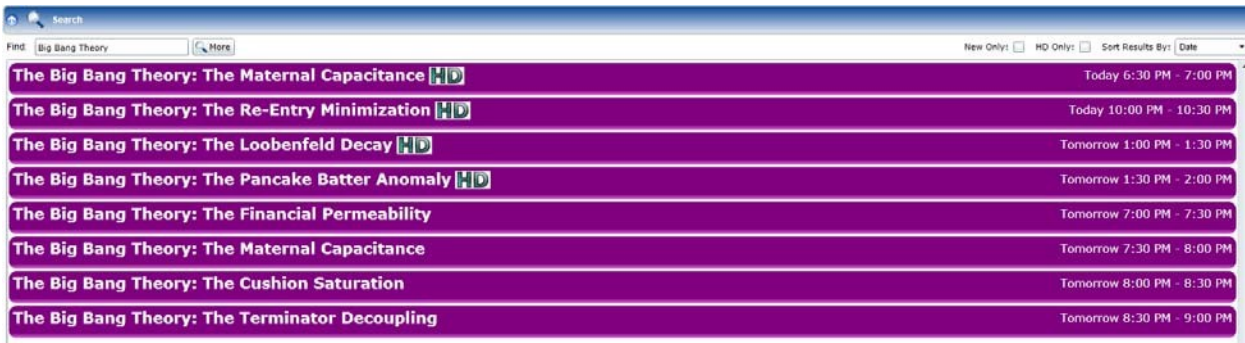 Search
Find: Big Bang Theory More New Only: HD Only: Sort Results By: Date
The Big Bang Theory: The Maternal Capacitance HD Today 6:30 PM - 7:00 PM
The Big Bang Theory: The Re-Entry Minimization HD Today 10:00 PM - 10:30 PM
The Big Bang Theory: The Loobenfeld Decay HD Tomorrow 1:00 PM - 1:30 PM
The Big Bang Theory: The Pancake Batter Anomaly HD Tomorrow 1:30 PM - 2:00 PM
The Big Bang Theory: The Financial Permeability Tomorrow 7:00 PM - 7:30 PM
The Big Bang Theory: The Maternal Capacitance Tomorrow 7:30 PM - 8:00 PM
The Big Bang Theory: The Cushion Saturation Tomorrow 8:00 PM - 8:30 PM
The Big Bang Theory: The Terminator Decoupling Tomorrow 8:30 PM - 9:00 PM